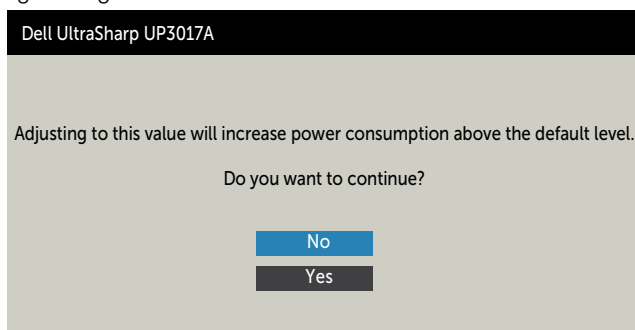 Dell UltraSharp UP3017A
Adjusting to this value will increase power consumption above the default level.
Do you want to continue?
No
Yes